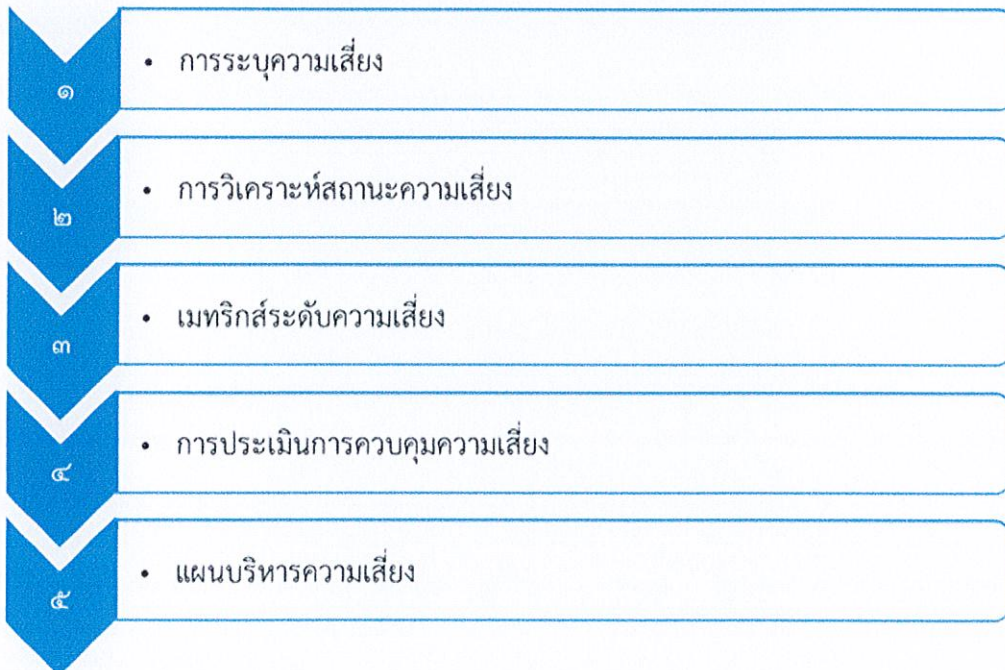 ๑
• การระบุความเสี่ยง
๒
• การวิเคราะห์สถานะความเสี่ยง
๓
• เมทริกส์ระดับความเสี่ยง
๔
• การประเมินการควบคุมความเสี่ยง
๕
• แผนบริหารความเสี่ยง